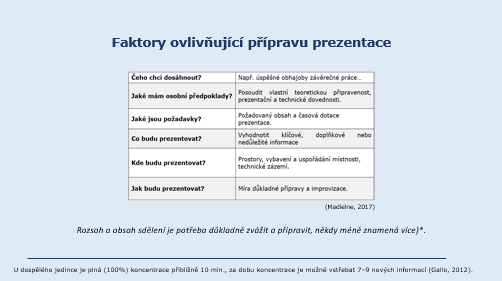 Faktory ovlivňující přípravu prezentace
Čeho chci dosáhnout? Např. úspěšné obhajoby závěrečné práce…
Jaké mám osobní předpoklady? Posoudit vlastní teoretickou připravenost,
prezentační a technické dovednosti.
Jaké jsou požadavky? Požadovaný obsah a časová dotace
prezentace.
Co budu prezentovat? Vyhodnotit klíčové, doplňkové nebo
nedůležité informace
Kde budu prezentovat? Prostory, vybavení a uspořádání místnosti,
technické zázemí.
Jak budu prezentovat? Míra důkladné přípravy a improvizace.
(Madleine, 2017)
Rozsah a obsah sdělení je potřeba důkladně zvážit a připravit, někdy méně znamená více)*.
U dospělého jedince je plná (100%) koncentrace přibližně 10 min., za dobu koncentrace je možné vstřebat 7–9 nových informací (Gallo, 2012).